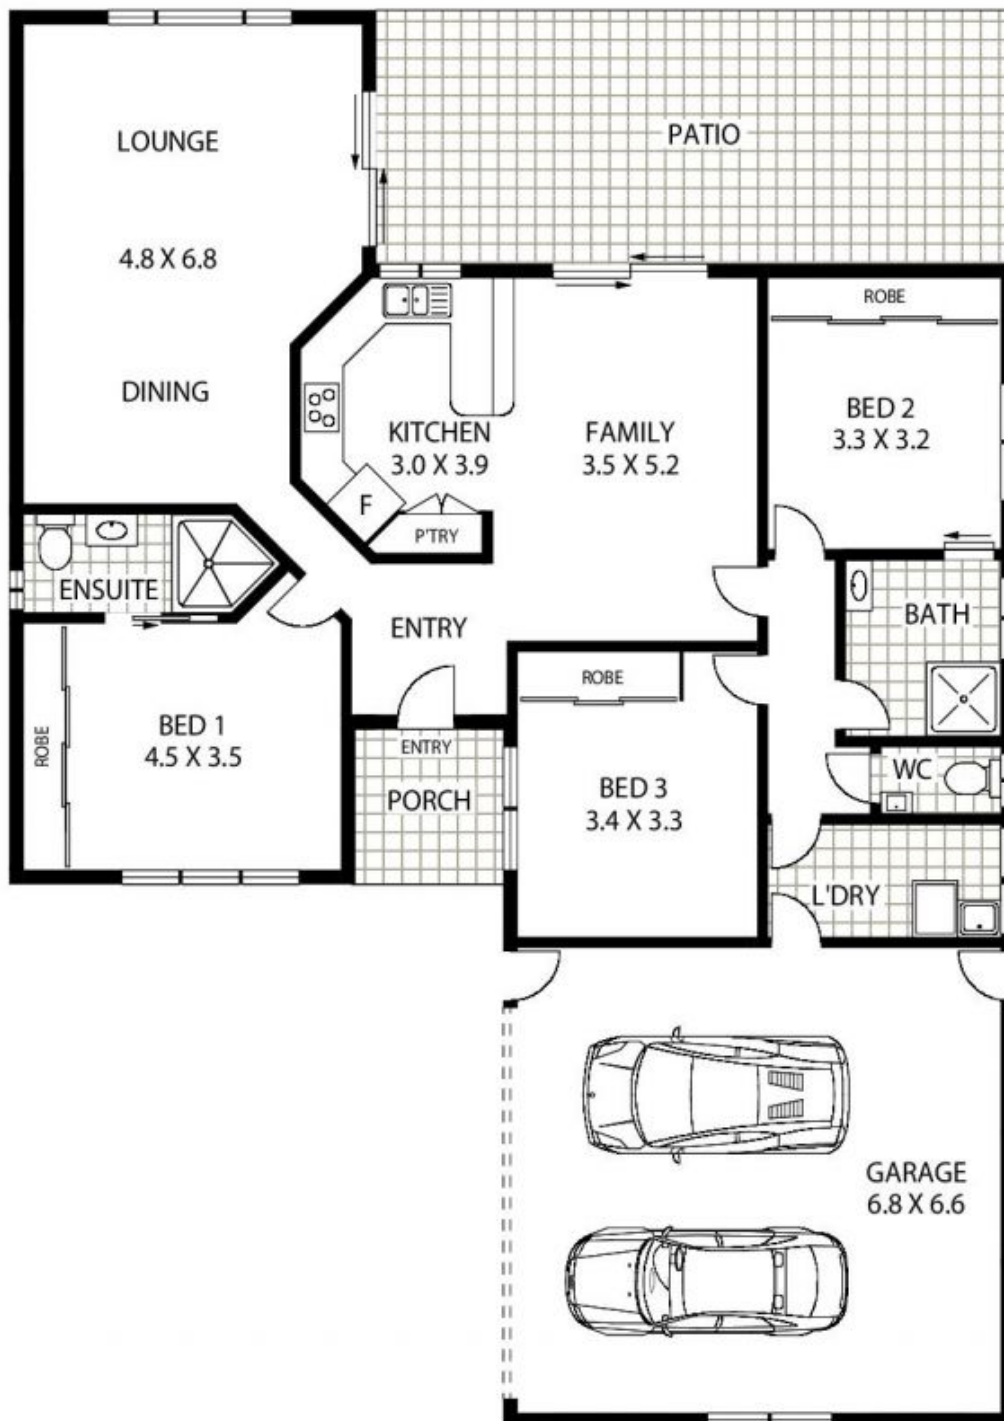 LOUNGE
PATIO
4.8 X 6.8
DINING
ROBE
BED 2
3.3 X 3.2
KITCHEN
3.0 X 3.9
FAMILY
3.5 X 5.2
F
P'TRY
ENSUITE
ENTRY
BATH
ROBE
ROBE
BED 1
4.5 X 3.5
ENTRY
PORCH
BED 3
3.4 X 3.3
WC
L'DRY
GARAGE
6.8 X 6.6